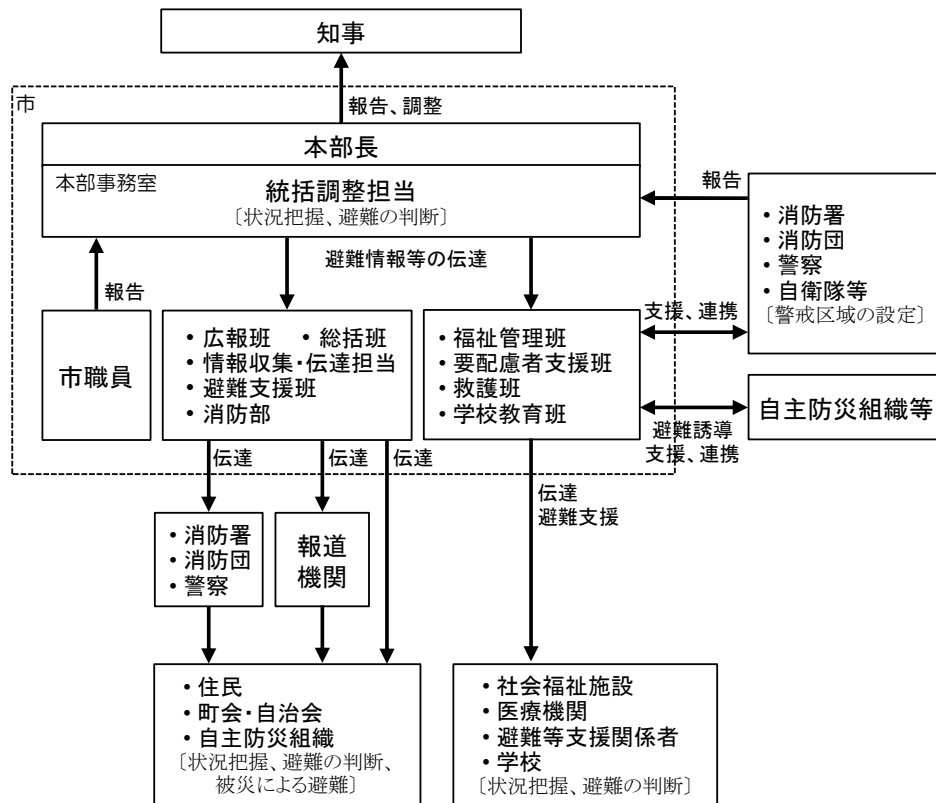 知事
市
報告、調整
本部長
本部事務室
統括調整担当
〔状況把握、避難の判断〕
報告
・消防署
・消防団
・警察
・自衛隊等
〔警戒区域の設定〕
避難情報等の伝達
報告
支援、連携
市職員
・広報班 ・総括班
・情報収集・伝達担当
・避難支援班
・消防部
・福祉管理班
・要配慮者支援班
・救護班
・学校教育班
自主防災組織等
避難誘導
支援、連携
伝達
伝達
伝達
伝達
避難支援
・消防署
・消防団
・警察
報道
機関
・住民
・町会・自治会
・自主防災組織
〔状況把握、避難の判断、
被災による避難〕
・社会福祉施設
・医療機関
・避難等支援関係者
・学校
〔状況把握、避難の判断〕